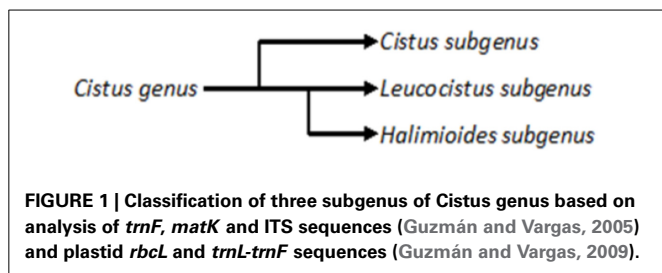 Cistus subgenus
Cistus genus
Leucocistus subgenus
Halimioides subgenus
FIGURE 1 | Classification of three subgenus of Cistus genus based on
analysis of trnF, matK and ITS sequences (Guzmán and Vargas, 2005)
and plastid rbcL and trnL-trnF sequences (Guzmán and Vargas, 2009).